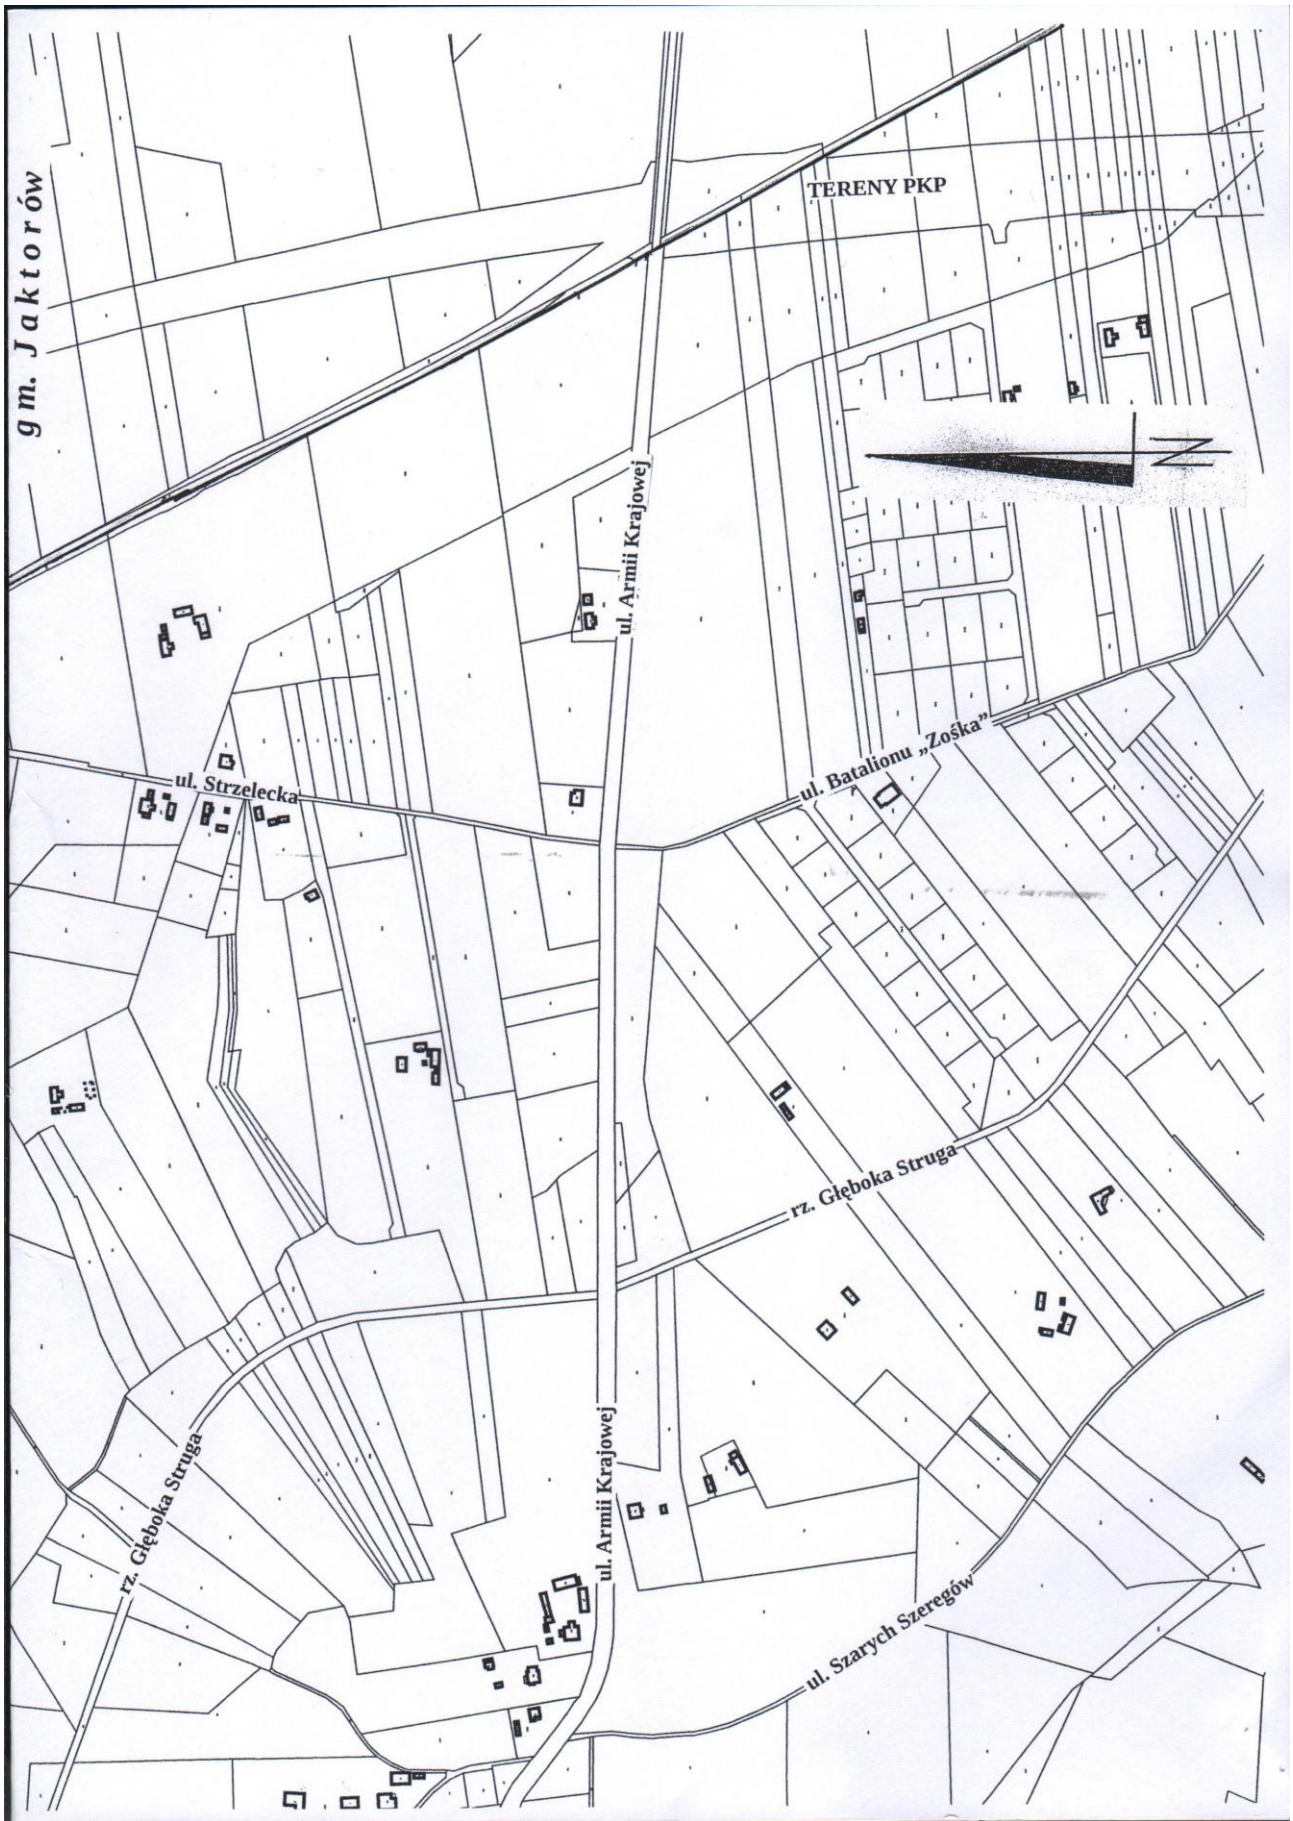 gm. Jaktorów
TERENY PKP
N
ul. Armii Krajowej
ul. Batalionu „Zośka”
ul. Strzelecka
rz. Głęboka Struga
rz. Głęboka Struga
ul. Armii Krajowej
ul. Szarych Szeregów